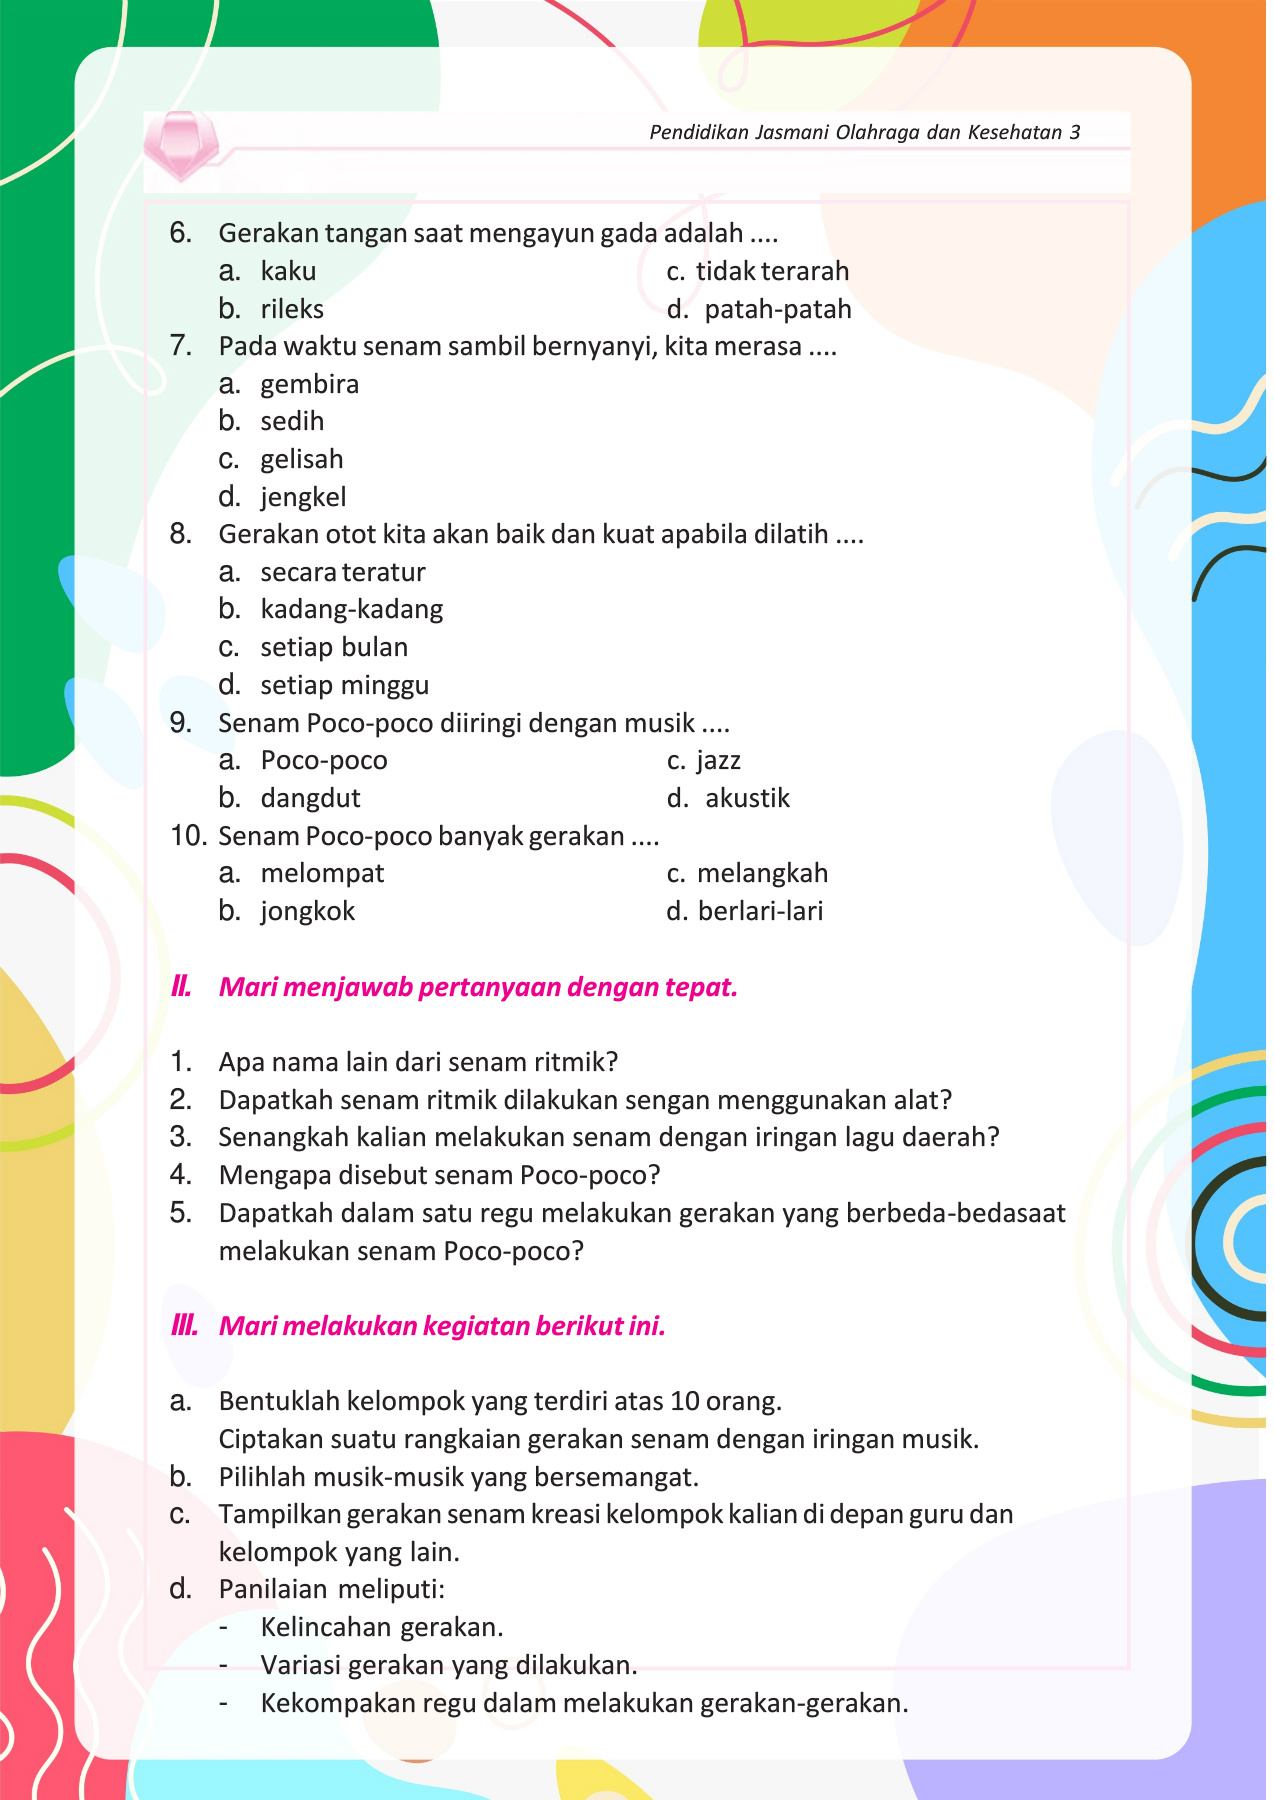 Pendidikan Jasmani Olahraga dan Kesehatan 3
6. Gerakan tangan saat mengayun gada adalah ....
a. kaku c. tidak terarah
b. rileks d. patah-patah
7. Pada waktu senam sambil bernyanyi, kita merasa ....
a. gembira
b. sedih
c. gelisah
d. jengkel
8. Gerakan otot kita akan baik dan kuat apabila dilatih ....
a. secara teratur
b. kadang-kadang
c. setiap bulan
d. setiap minggu
9. Senam Poco-poco diiringi dengan musik ....
a. Poco-poco c. jazz
b. dangdut d. akustik
10. Senam Poco-poco banyak gerakan ....
a. melompat c. melangkah
b. jongkok d. berlari-lari
II. Mari menjawab pertanyaan dengan tepat.
1. Apa nama lain dari senam ritmik?
2. Dapatkah senam ritmik dilakukan sengan menggunakan alat?
3. Senangkah kalian melakukan senam dengan iringan lagu daerah?
4. Mengapa disebut senam Poco-poco?
5. Dapatkah dalam satu regu melakukan gerakan yang berbeda-bedasaat
melakukan senam Poco-poco?
III. Mari melakukan kegiatan berikut ini.
a. Bentuklah kelompok yang terdiri atas 10 orang.
Ciptakan suatu rangkaian gerakan senam dengan iringan musik.
b. Pilihlah musik-musik yang bersemangat.
c. Tampilkan gerakan senam kreasi kelompok kalian di depan guru dan
kelompok yang lain.
d. Panilaian meliputi:
- Kelincahan gerakan.
- Variasi gerakan yang dilakukan.
- Kekompakan regu dalam melakukan gerakan-gerakan.